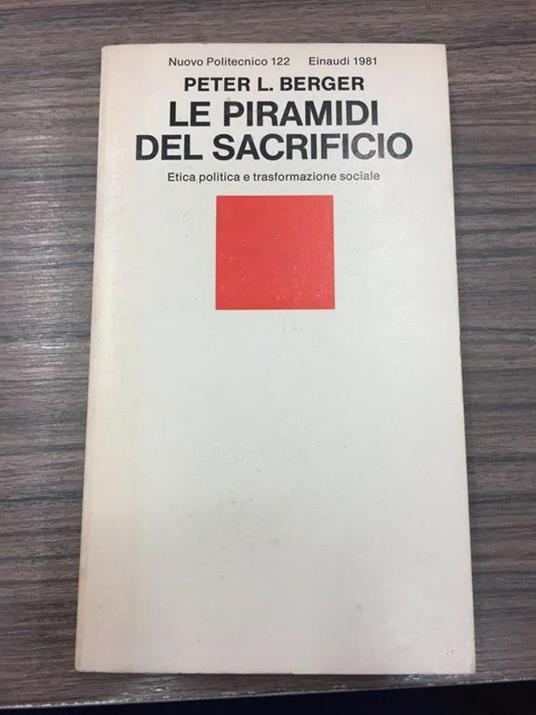 Nuovo Politecnico 122 Einaudi 1981
PETER L. BERGER
LE PIRAMIDI
DEL SACRIFICIO
Etica politica e trasformazione sociale